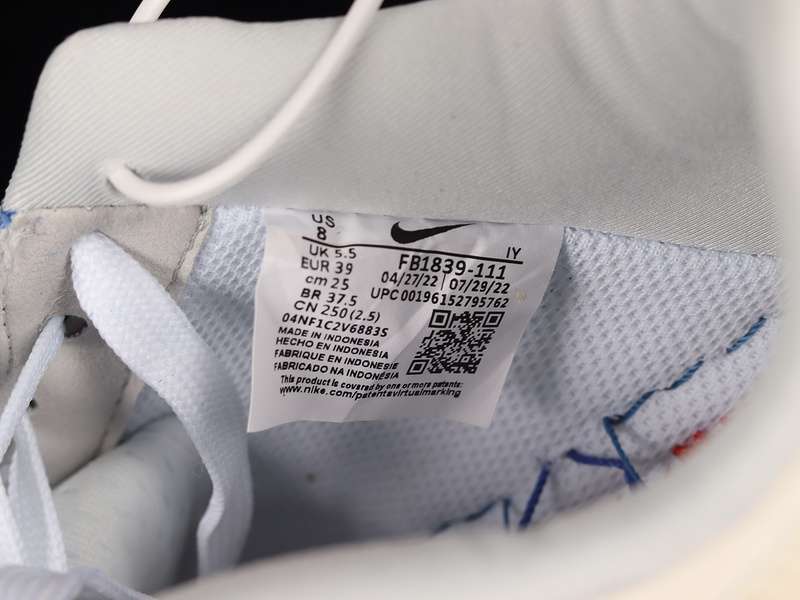 US
8
UK 5.5
EUR 39
cm 25
BR 37.5
CN 250(2.5)
04NF1C2V6883S
IY
FB1839-111
04/27/22 07/29/22
UPC 00196152795762
MADE IN INDONESIA
HECHO EN INDONESIA
FABRIQUE EN INDONESIE
FABRICADO NA INDONÉSIA
This product is covered by one or more patents
www.nike.com/patentsvirtualmarking